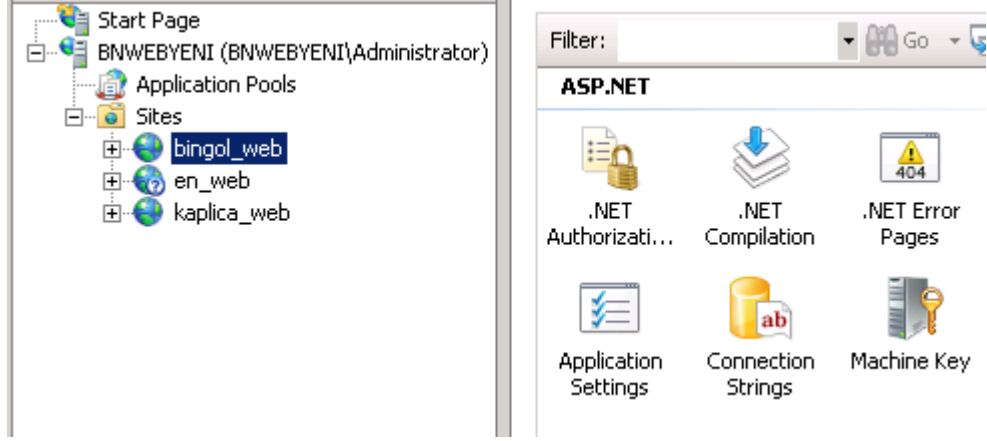 Start Page
BNWEBYENI (BNWEBYENI\Administrator)
Application Pools
Sites
bingol_web
en_web
kaplica_web
Filter:
Go
ASP.NET
404
.NET
Authorizati...
.NET
Compilation
.NET Error
Pages
ab
Application
Settings
Connection
Strings
Machine Key